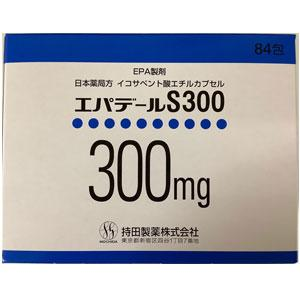 84包
EPA製剤
日本薬局方 イコサペント酸エチルカプセル
エパデールS300
300mg
MOCHIDA
持田製薬株式会社
東京都新宿区四谷1丁目7番地